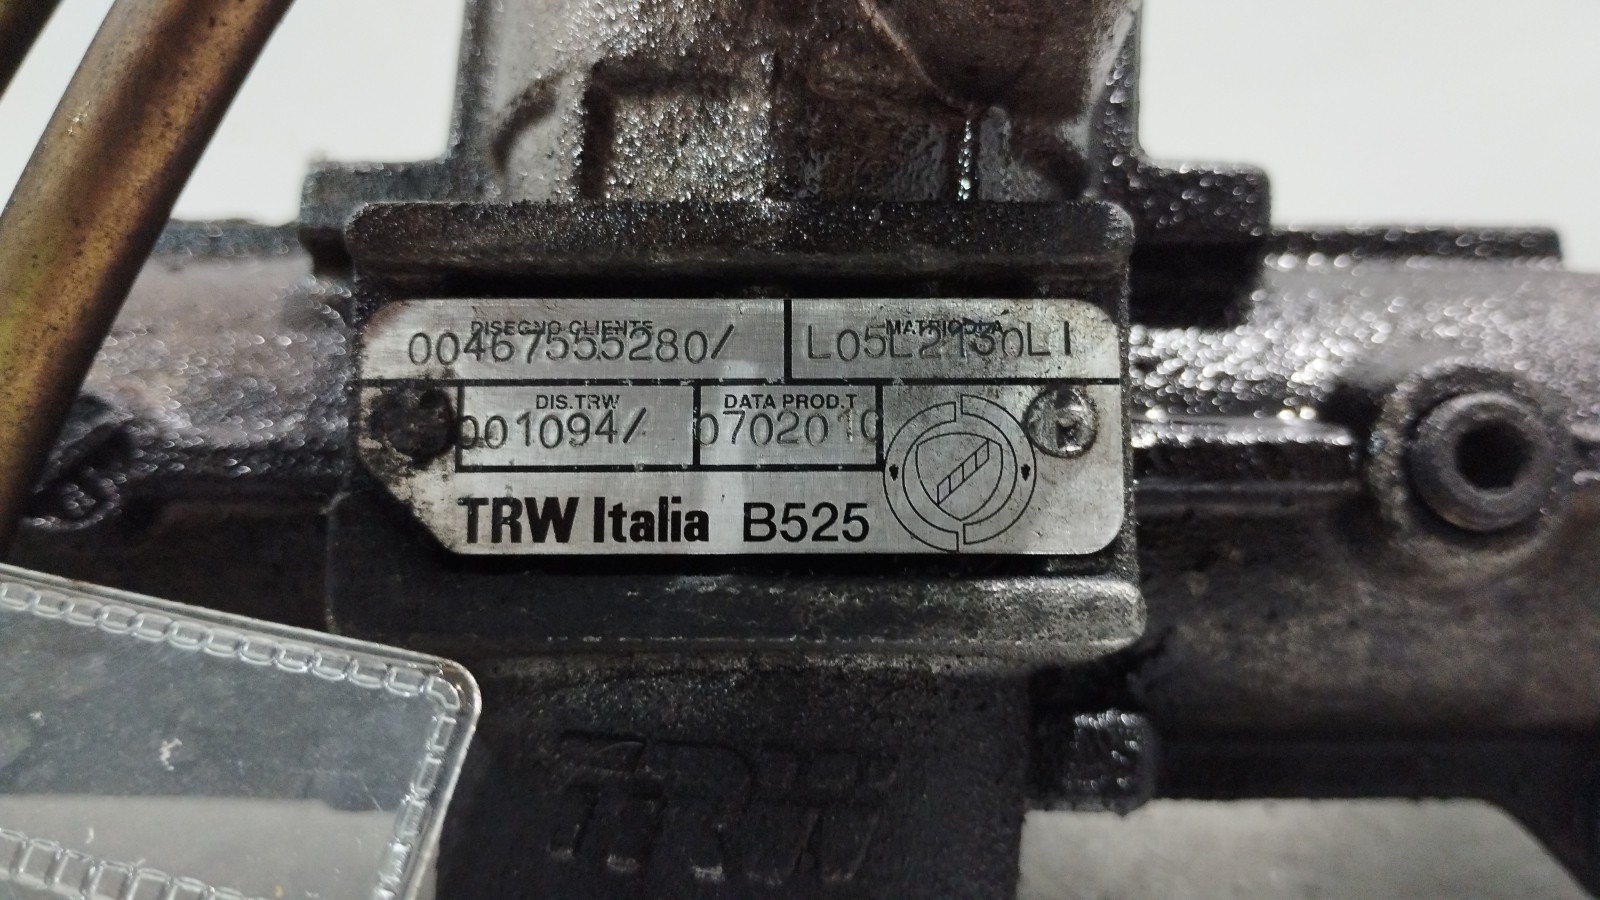 DISEGNO CLIENTE MATRICOLA
00467555280/ L05L2130L1
DIS.TRW DATA PROD.T
001094/ 0702010
TRW Italia B525
TRW